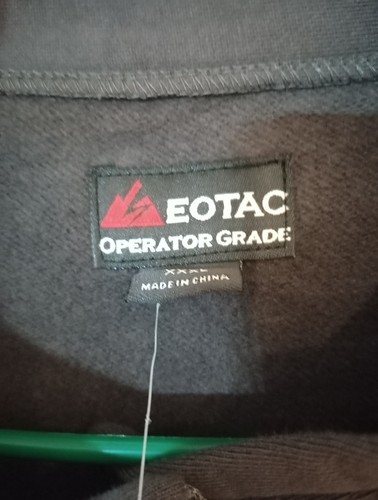 EOTAC
OPERATOR GRADE
XXXL
MADE IN CHINA